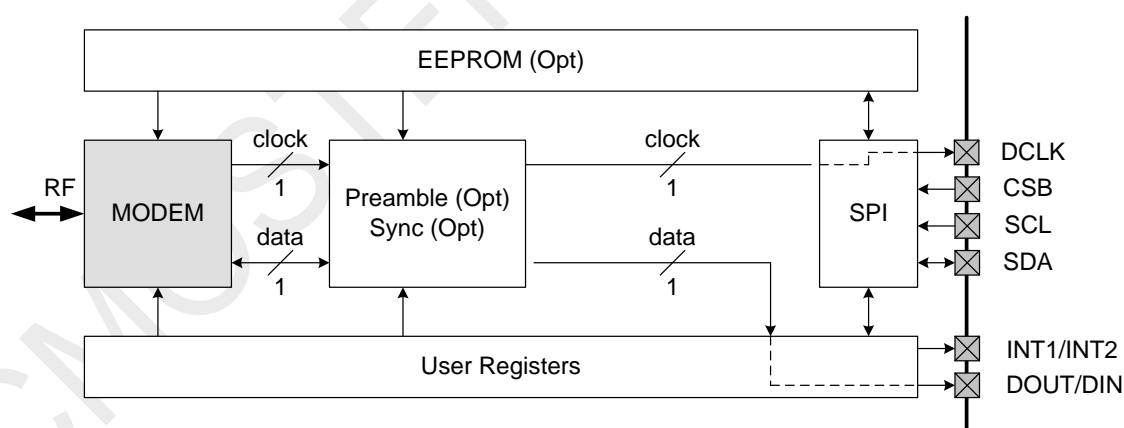 EEPROM (Opt)
clock
clock
DCLK
1
1
CSB
RF
MODEM
Preamble (Opt)
Sync (Opt)
SPI
SCL
data
data
SDA
1
1
User Registers
INT1/INT2
DOUT/DIN